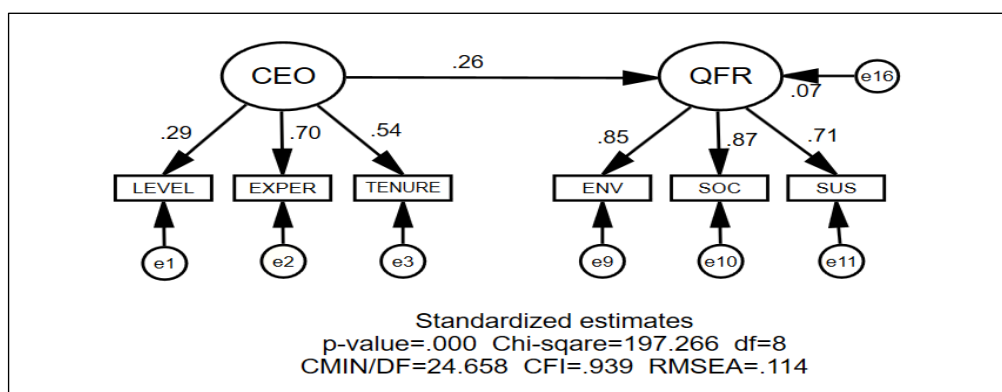 CEO .26 QFR .07 e16
.29 .70 .54 .85 .87 .71
LEVEL EXPER TENURE ENV SOC SUS
e1 e2 e3 e9 e10 e11
Standardized estimates
p-value=.000 Chi-sqare=197.266 df=8
CMIN/DF=24.658 CFI=.939 RMSEA=.114